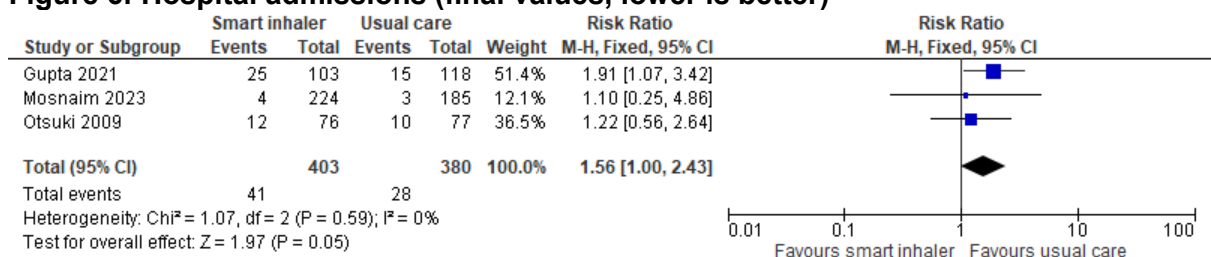 Figure 6: Hospital admissions (final values, lower is better)
Smart inhaler Usual care Risk Ratio Risk Ratio
Study or Subgroup Events Total Events Total Weight M-H, Fixed, 95% CI M-H, Fixed, 95% CI
Gupta 2021 25 103 15 118 51.4% 1.91 [1.07, 3.42]
Mosnaim 2023 4 224 3 185 12.1% 1.10 [0.25, 4.86]
Otsuki 2009 12 76 10 77 36.5% 1.22 [0.56, 2.64]
Total (95% CI) 403 380 100.0% 1.56 [1.00, 2.43]
Total events 41 28
Heterogeneity: Chi² = 1.07, df = 2 (P = 0.59); I² = 0%
Test for overall effect: Z = 1.97 (P = 0.05)
0.01 0.1 1 10 100
Favours smart inhaler Favours usual care